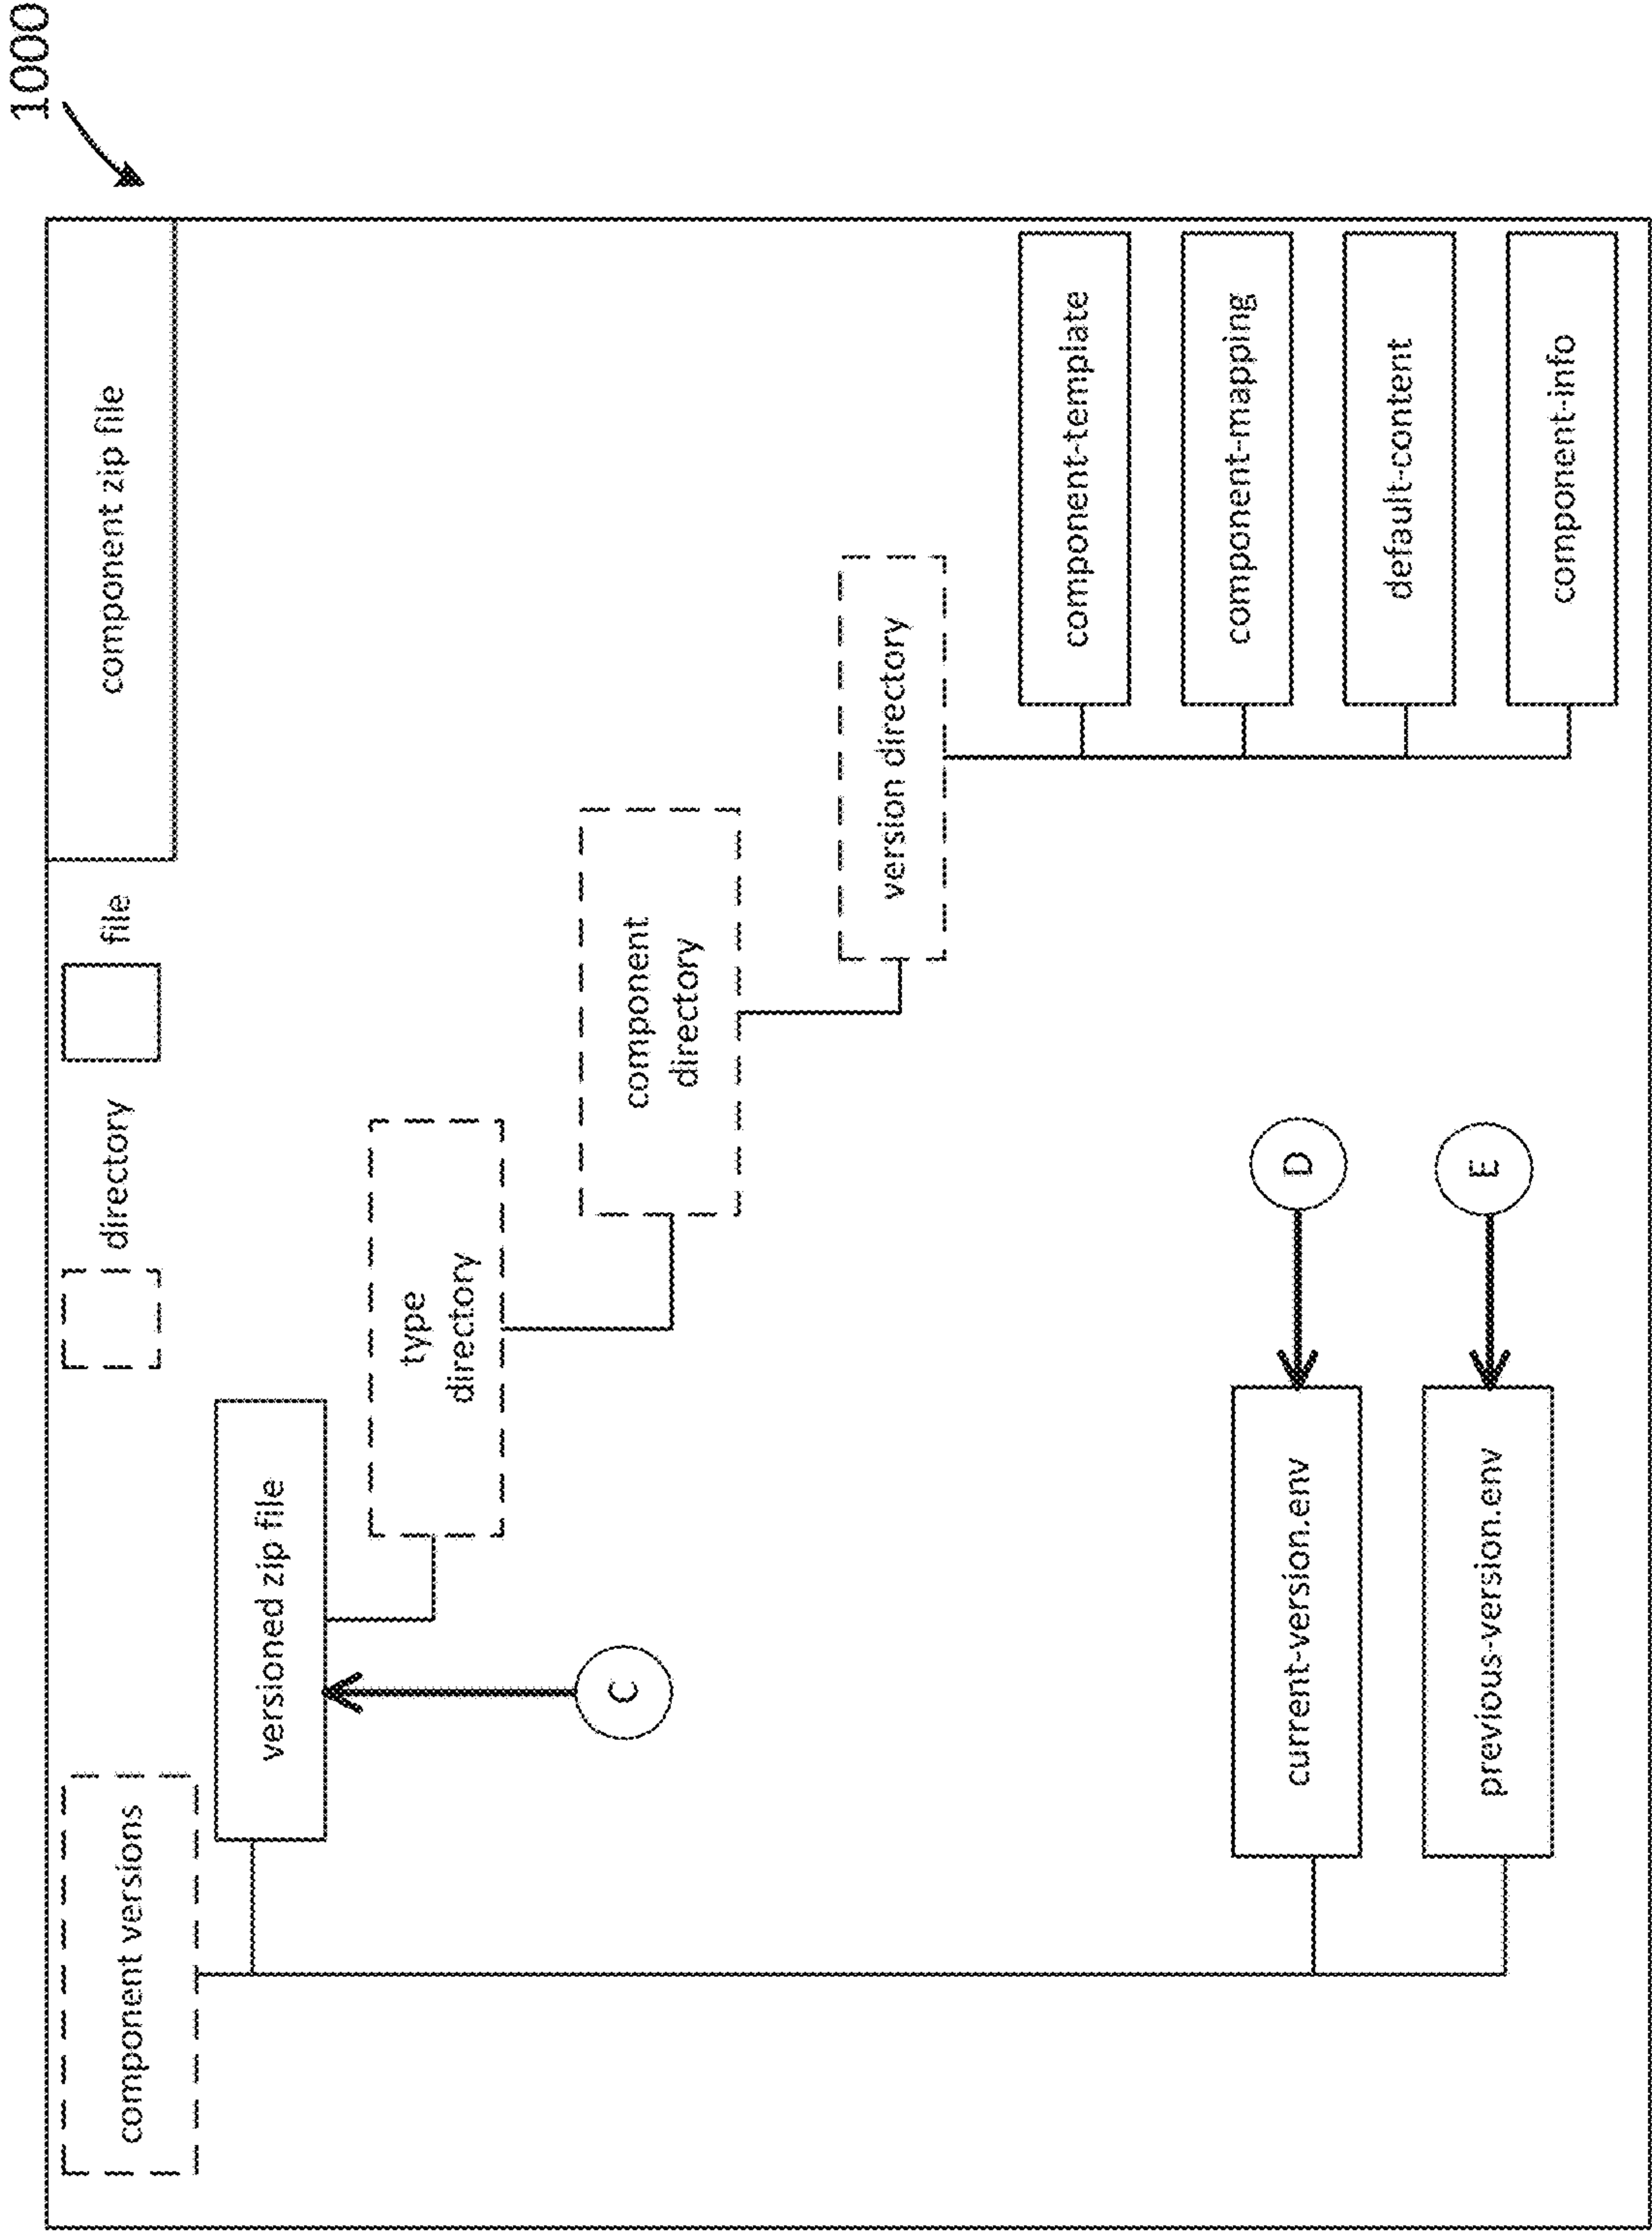 1000
component versions
directory
file
component zip file
versioned zip file
C
type
directory
component
directory
version directory
component-template
component-mapping
default-content
component-info
current-version.env
D
previous-version.env
E